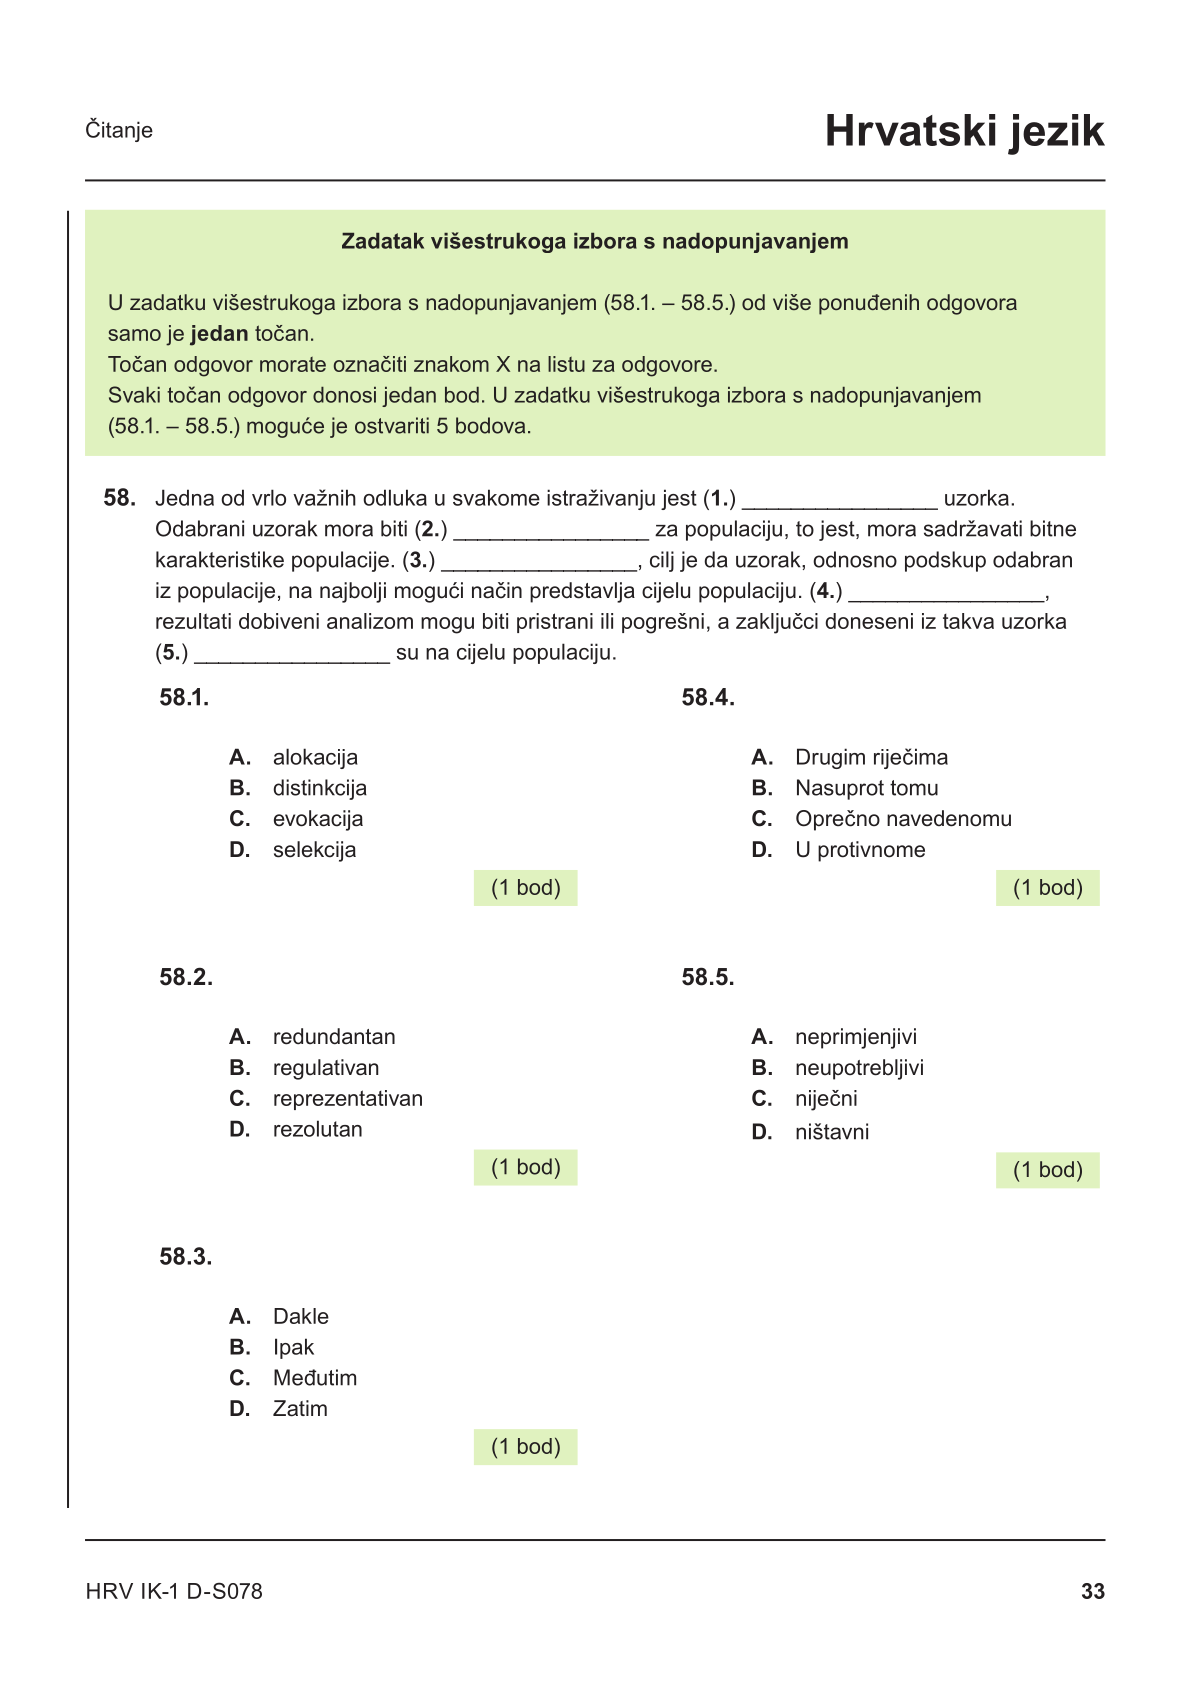 Čitanje
Hrvatski jezik
Zadatak višestrukoga izbora s nadopunjavanjem
U zadatku višestrukoga izbora s nadopunjavanjem (58.1. – 58.5.) od više ponuđenih odgovora
samo je jedan točan.
Točan odgovor morate označiti znakom X na listu za odgovore.
Svaki točan odgovor donosi jedan bod. U zadatku višestrukoga izbora s nadopunjavanjem
(58.1. – 58.5.) moguće je ostvariti 5 bodova.
58. Jedna od vrlo važnih odluka u svakome istraživanju jest (1.) ________________ uzorka.
Odabrani uzorak mora biti (2.) ________________ za populaciju, to jest, mora sadržavati bitne
karakteristike populacije. (3.) ________________, cilj je da uzorak, odnosno podskup odabran
iz populacije, na najbolji mogući način predstavlja cijelu populaciju. (4.) ________________,
rezultati dobiveni analizom mogu biti pristrani ili pogrešni, a zaključci doneseni iz takva uzorka
(5.) ________________ su na cijelu populaciju.
58.1.
A. alokacija
B. distinkcija
C. evokacija
D. selekcija
(1 bod)
58.2.
A. redundantan
B. regulativan
C. reprezentativan
D. rezolutan
(1 bod)
58.3.
A. Dakle
B. Ipak
C. Međutim
D. Zatim
(1 bod)
58.4.
A. Drugim riječima
B. Nasuprot tomu
C. Oprečno navedenomu
D. U protivnome
(1 bod)
58.5.
A. neprimjenjivi
B. neupotrebljivi
C. niječni
D. ništavni
(1 bod)
HRV IK-1 D-S078
33